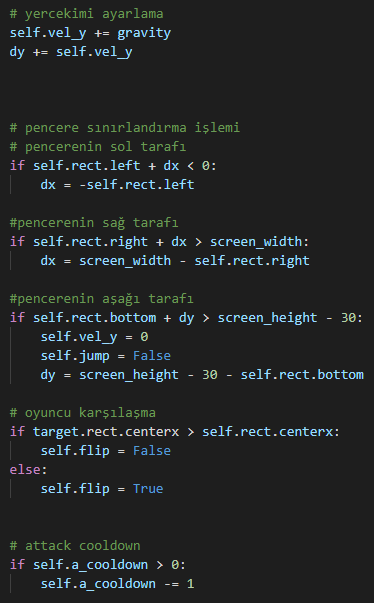 # yercekimi ayarlama
self.vel_y += gravity
dy += self.vel_y
# pencere sınırlandırma işlemi
# pencerenin sol tarafı
if self.rect.left + dx < 0:
    dx = -self.rect.left
#pencerenin sağ tarafı
if self.rect.right + dx > screen_width:
    dx = screen_width - self.rect.right
#pencerenin aşağı tarafı
if self.rect.bottom + dy > screen_height - 30:
    self.vel_y = 0
    self.jump = False
    dy = screen_height - 30 - self.rect.bottom
# oyuncu karşılaşma
if target.rect.centerx > self.rect.centerx:
    self.flip = False
else:
    self.flip = True
# attack cooldown
if self.a_cooldown > 0:
    self.a_cooldown -= 1